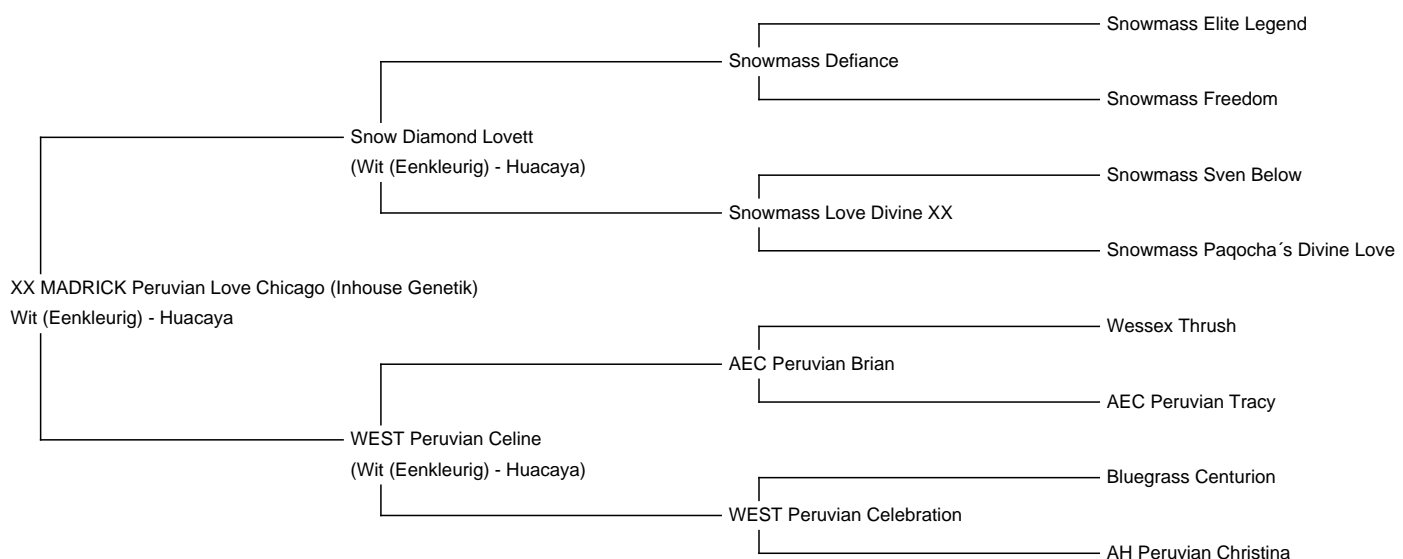 Snowmass Elite Legend
Snowmass Defiance
Snowmass Freedom
Snow Diamond Lovett
(Wit (Eenkleurig) - Huacaya)
Snowmass Sven Below
Snowmass Love Divine XX
Snowmass Paqocha´s Divine Love
XX MADRICK Peruvian Love Chicago (Inhouse Genetik)
Wit (Eenkleurig) - Huacaya
Wessex Thrush
AEC Peruvian Brian
AEC Peruvian Tracy
WEST Peruvian Celine
(Wit (Eenkleurig) - Huacaya)
Bluegrass Centurion
WEST Peruvian Celebration
AH Peruvian Christina